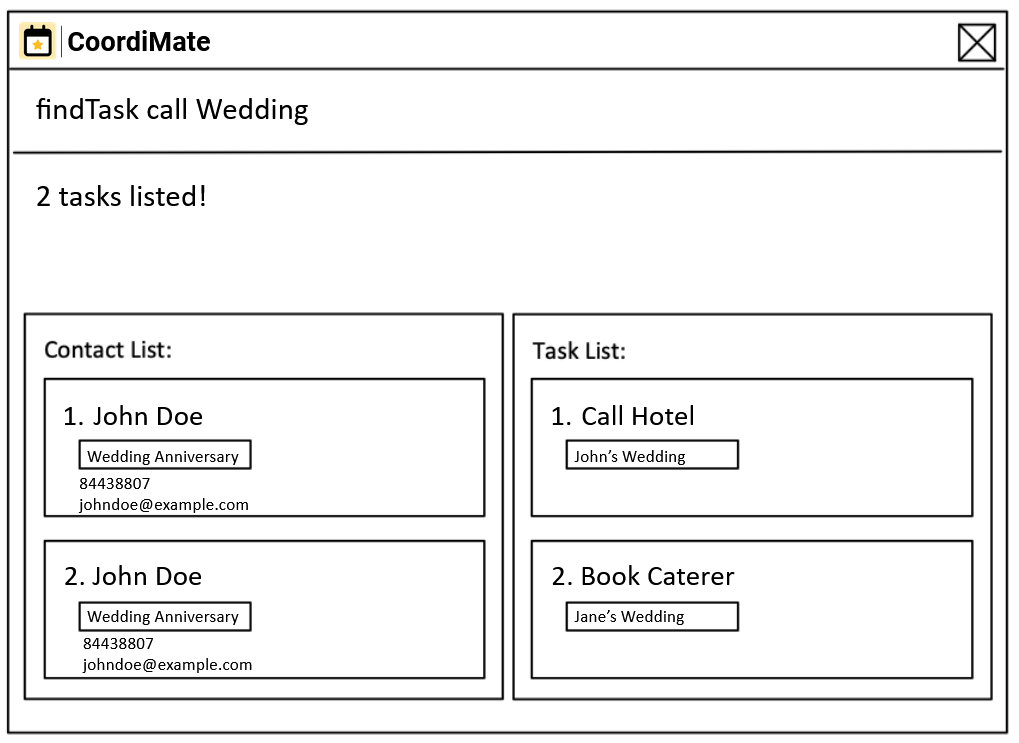 CoordiMate
findTask call Wedding
2 tasks listed!
Contact List:
1. John Doe
Wedding Anniversary
84438807
johndoe@example.com
2. John Doe
Wedding Anniversary
84438807
johndoe@example.com
Task List:
1. Call Hotel
John’s Wedding
2. Book Caterer
Jane’s Wedding